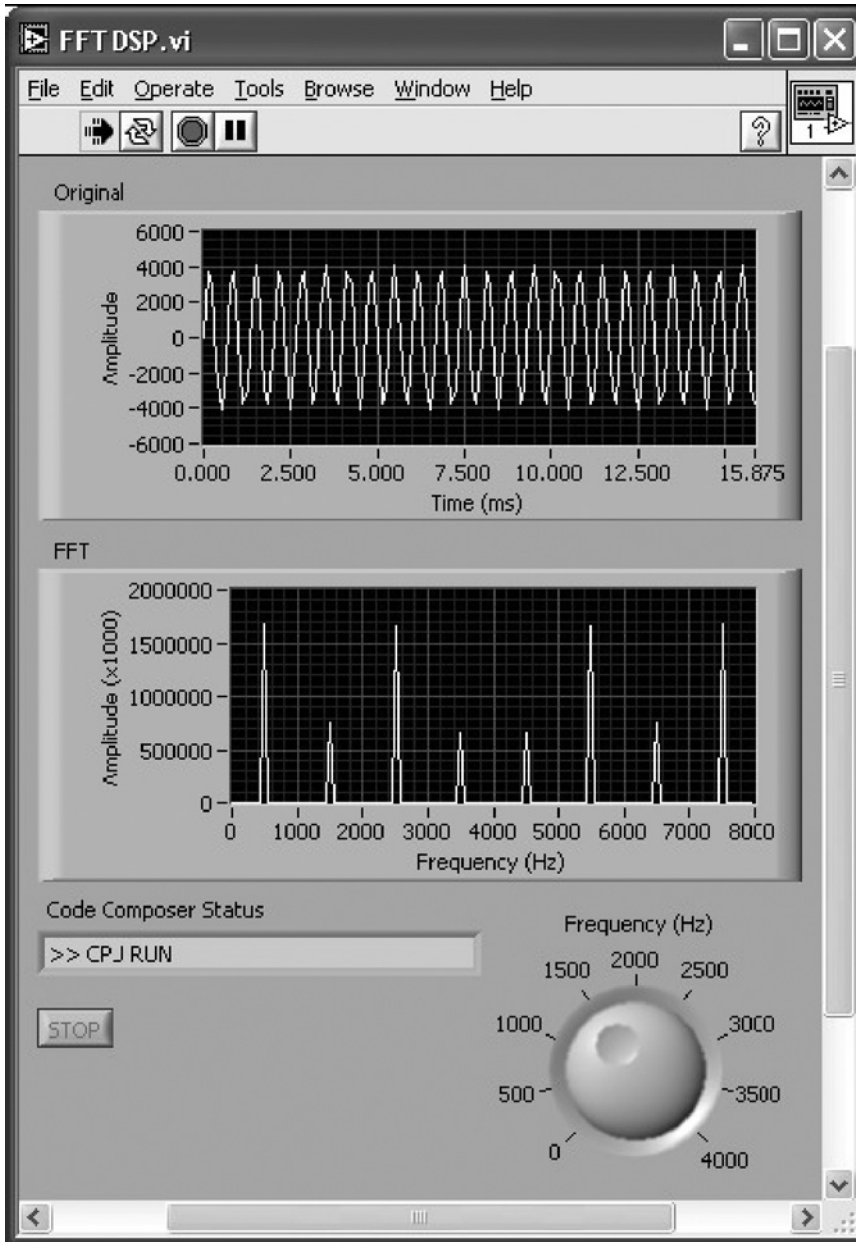 FFT DSP.vi
File Edit Operate Tools Browse Window Help
1
Original
6000
4000
2000
0
-2000
-4000
-6000
Amplitude
0.000 2.500 5.000 7.500 10.000 12.500 15.875
Time (ms)
FFT
2000000
1500000
1000000
500000
0
Amplitude (x1000)
0 1000 2000 3000 4000 5000 6000 7000 8000
Frequency (Hz)
Code Composer Status
>> CPJ RUN
STOP
Frequency (Hz)
0
500
1000
1500
2000
2500
3000
3500
4000